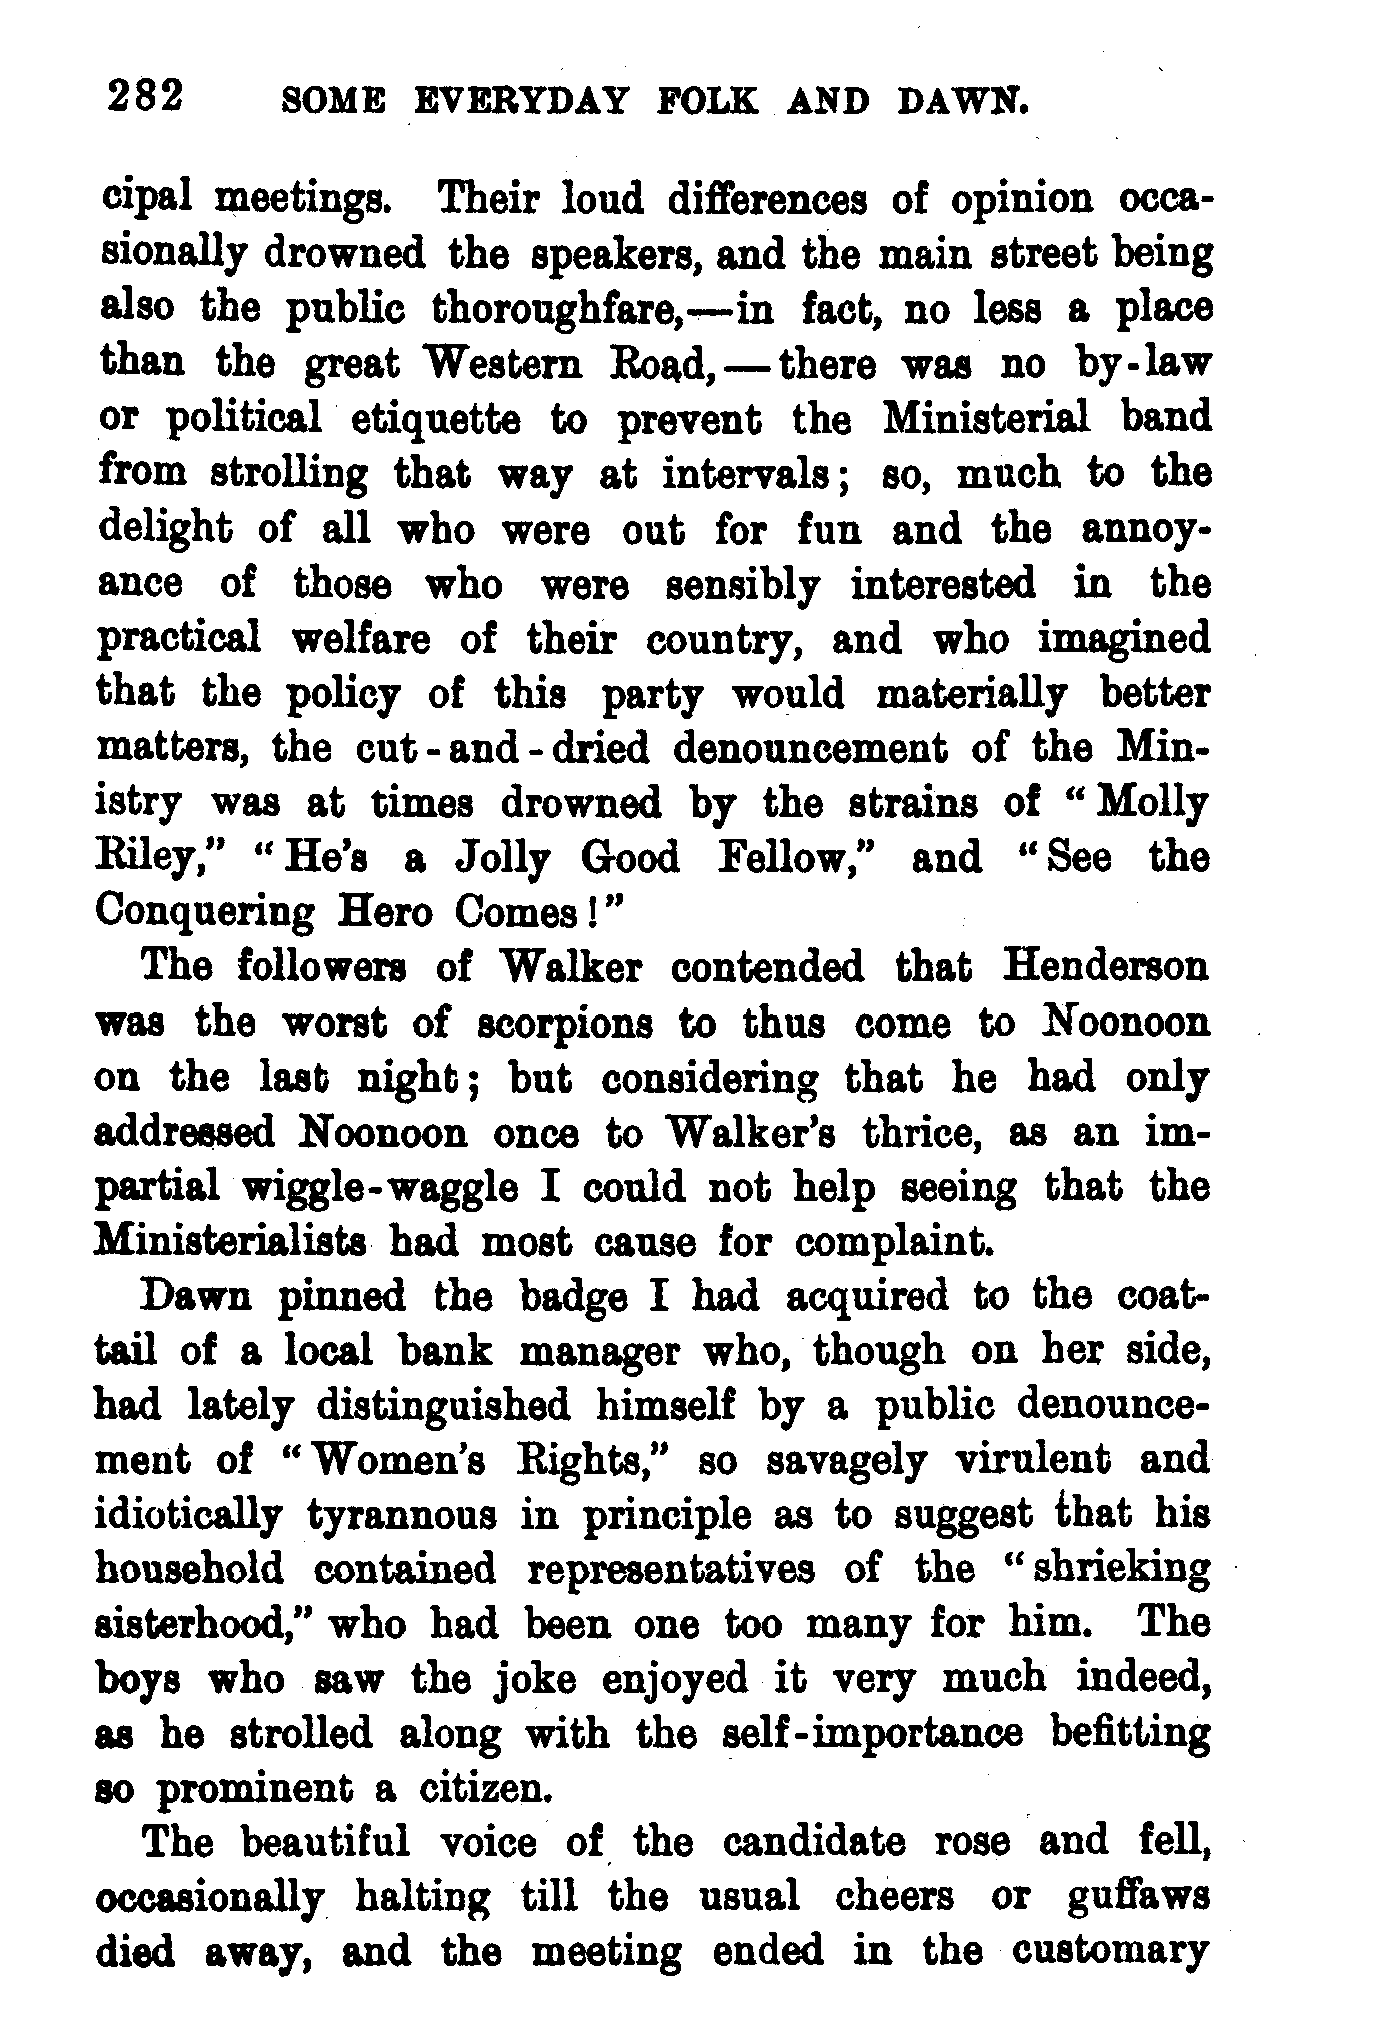 282 SOME EVERYDAY FOLK AND DAWN.
cipal meetings. Their loud differences of opinion occa-
sionally drowned the speakers, and the main street being
also the public thoroughfare,—in fact, no less a place
than the great Western Road,—there was no by-law
or political etiquette to prevent the Ministerial band
from strolling that way at intervals; so, much to the
delight of all who were out for fun and the annoy-
ance of those who were sensibly interested in the
practical welfare of their country, and who imagined
that the policy of this party would materially better
matters, the cut-and-dried denouncement of the Min-
istry was at times drowned by the strains of “Molly
Riley,” “He’s a Jolly Good Fellow,” and “See the
Conquering Hero Comes!”
The followers of Walker contended that Henderson
was the worst of scorpions to thus come to Noonoon
on the last night; but considering that he had only
addressed Noonoon once to Walker’s thrice, as an im-
partial wiggle-waggle I could not help seeing that the
Ministerialists had most cause for complaint.
Dawn pinned the badge I had acquired to the coat-
tail of a local bank manager who, though on her side,
had lately distinguished himself by a public denounce-
ment of “Women’s Rights,” so savagely virulent and
idiotically tyrannous in principle as to suggest that his
household contained representatives of the “shrieking
sisterhood,” who had been one too many for him. The
boys who saw the joke enjoyed it very much indeed,
as he strolled along with the self-importance befitting
so prominent a citizen.
The beautiful voice of the candidate rose and fell,
occasionally halting till the usual cheers or guffaws
died away, and the meeting ended in the customary